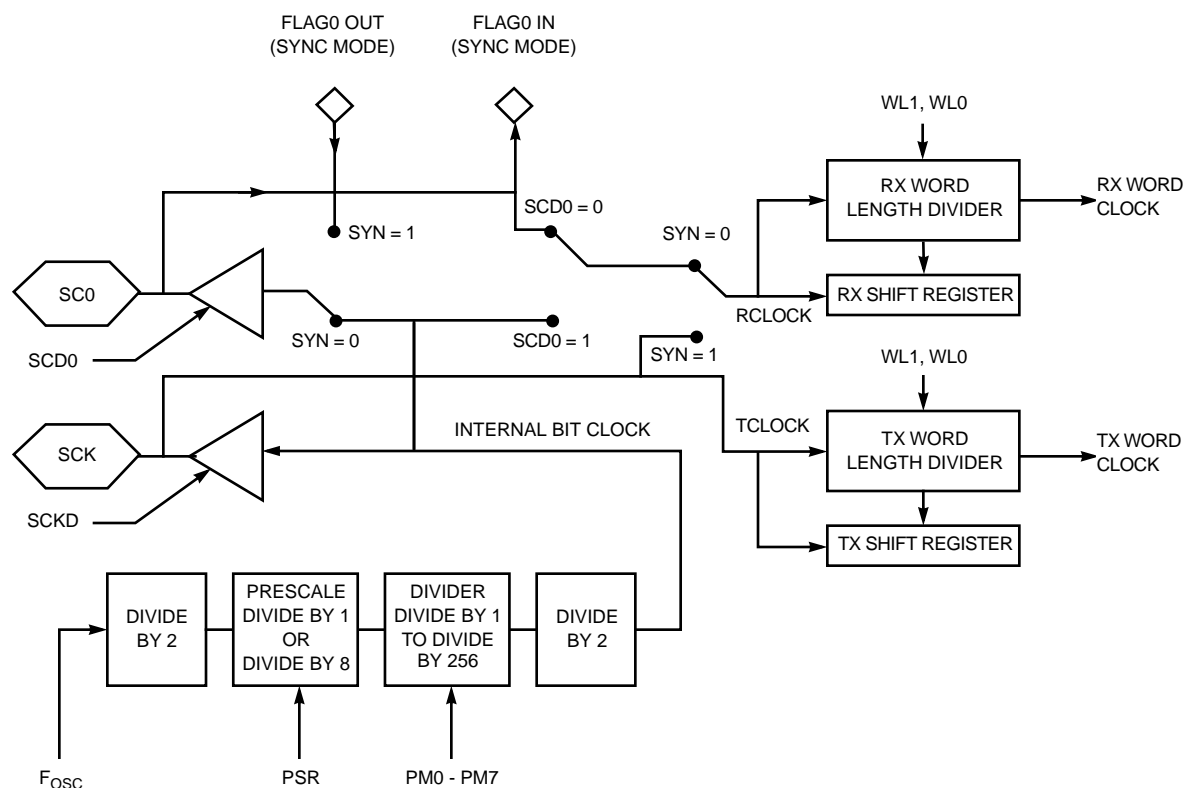 FLAG0 OUT
(SYNC MODE)
FLAG0 IN
(SYNC MODE)
WL1, WL0
RX WORD
LENGTH DIVIDER
RX WORD
CLOCK
SCD0 = 0
SYN = 1
SYN = 0
SC0
RX SHIFT REGISTER
RCLOCK
SCD0
SYN = 0
SCD0 = 1
SYN = 1
WL1, WL0
SCK
INTERNAL BIT CLOCK
TCLOCK
TX WORD
LENGTH DIVIDER
TX WORD
CLOCK
SCKD
TX SHIFT REGISTER
DIVIDE
BY 2
PRESCALE
DIVIDE BY 1
OR
DIVIDE BY 8
DIVIDER
DIVIDE BY 1
TO DIVIDE
BY 256
DIVIDE
BY 2
FOSC
PSR
PM0 - PM7